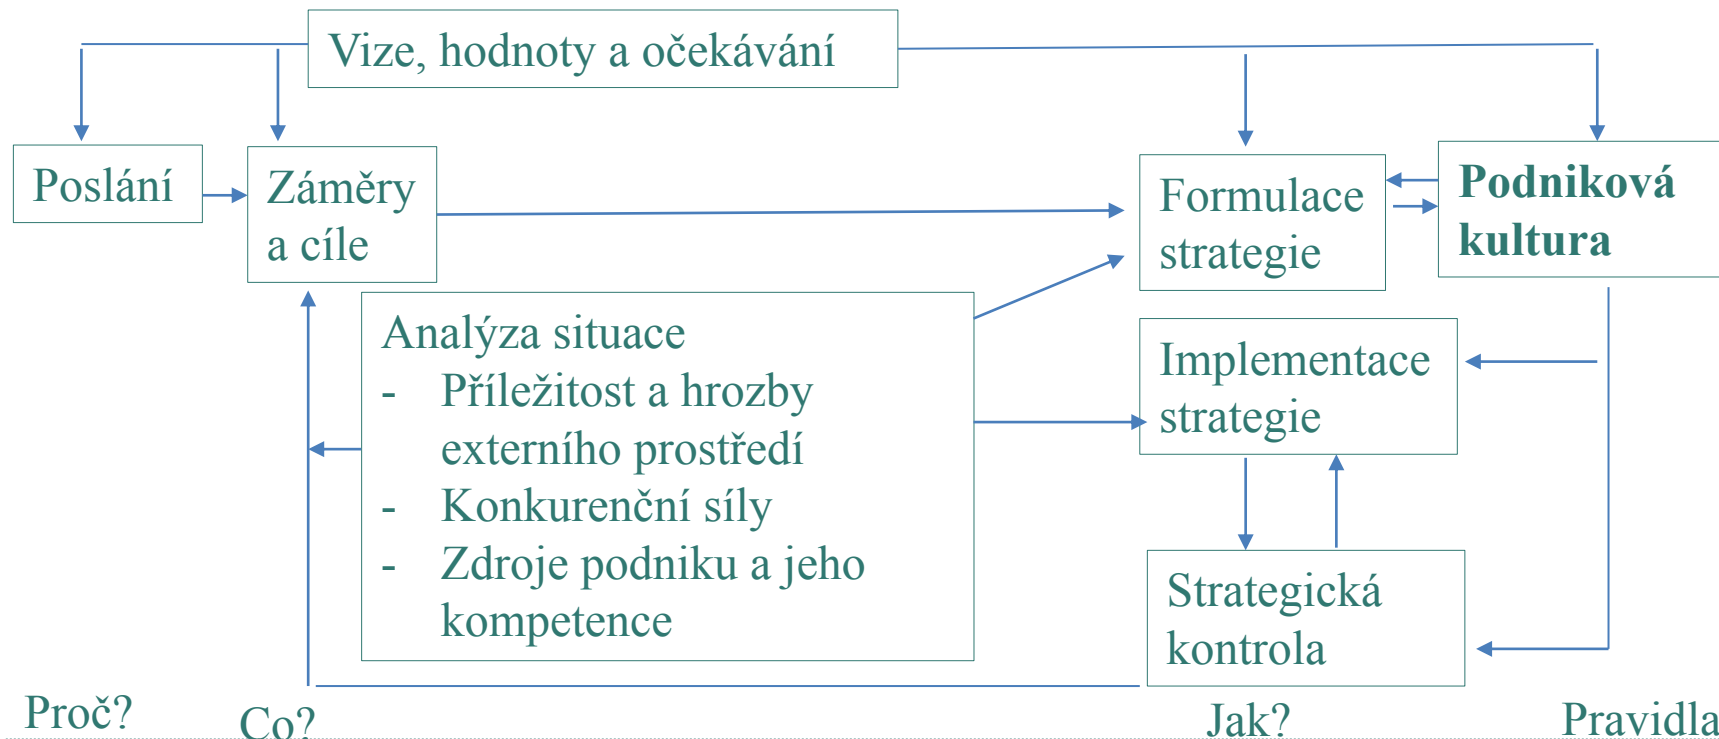 Vize, hodnoty a očekávání
Poslání
Záměry
a cíle
Formulace
strategie
Podniková
kultura
Analýza situace
- Příležitost a hrozby
externího prostředí
- Konkurenční síly
- Zdroje podniku a jeho
kompetence
Implementace
strategie
Strategická
kontrola
Proč?
Co?
Jak?
Pravidla